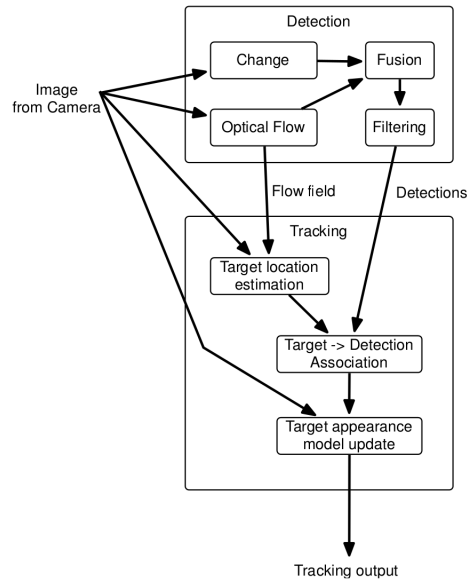 Detection
Change
Fusion
Image
from Camera
Optical Flow
Filtering
Flow field
Detections
Tracking
Target location
estimation
Target -> Detection
Association
Target appearance
model update
Tracking output